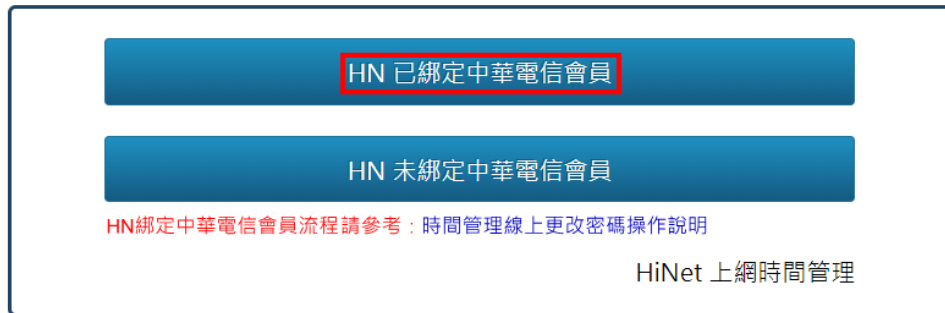 HN 已綁定中華電信會員
HN 未綁定中華電信會員
HN綁定中華電信會員流程請參考：時間管理線上更改密碼操作說明
HiNet 上網時間管理